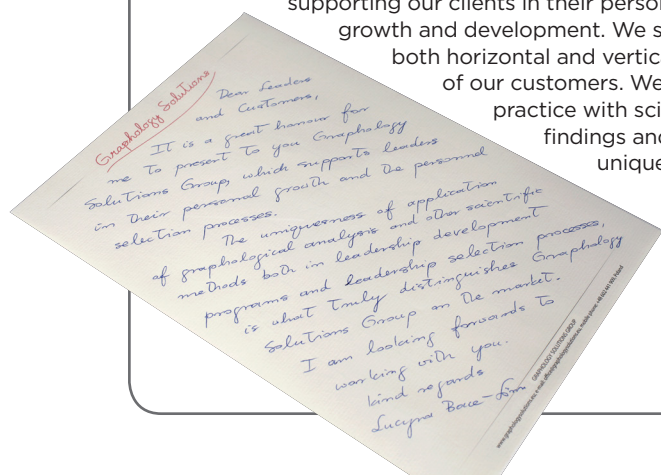 supporting our clients in their person
growth and development. We s
both horizontal and vertic
of our customers. We
practice with sci
findings and
unique
Graphology Solutions
Dear Leaders
and Customers,
It is a great honour for
me to present to you Graphology
Solutions Group, which supports leaders
in their personal growth and the personnel
selection processes.
The uniqueness of application
of graphological analysis and other scientific
methods both in leadership development
programs and leadership selection processes,
is what truly distinguishes Graphology
Solutions Group on the market.
I am looking forwards to
working with you.
kind regards
Lucyna
GRAPHOLOGY SOLUTIONS GROUP